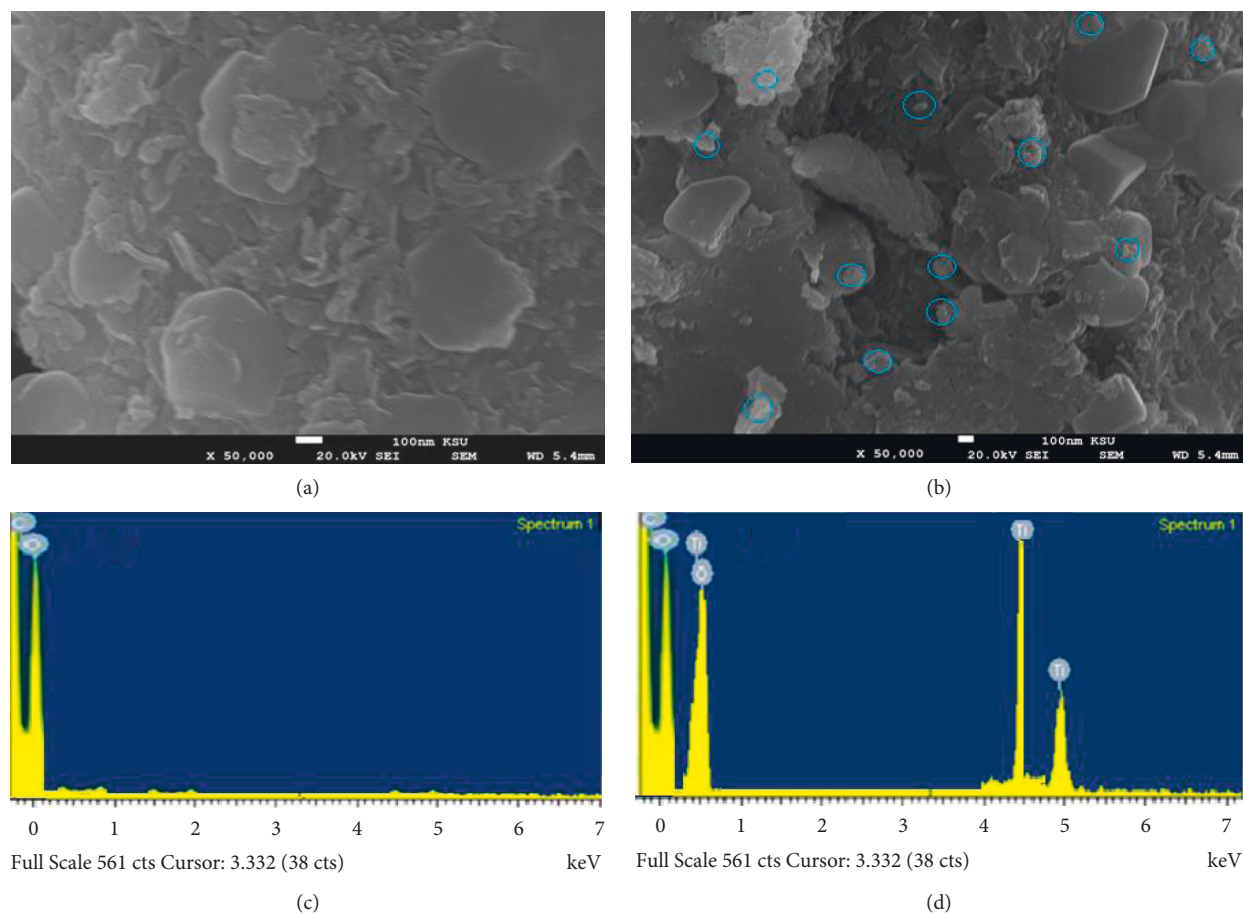 100nm KSU
X 50,000 20.0kV SEI SEM WD 5.4mm
(a)
100nm KSU
X 50,000 20.0kV SEI SEM WD 5.4mm
(b)
Spectrum 1
0 1 2 3 4 5 6 7
Full Scale 561 cts Cursor: 3.332 (38 cts) keV
(c)
Spectrum 1
Ti
Ti
O
Ti
0 1 2 3 4 5 6 7
Full Scale 561 cts Cursor: 3.332 (38 cts) keV
(d)